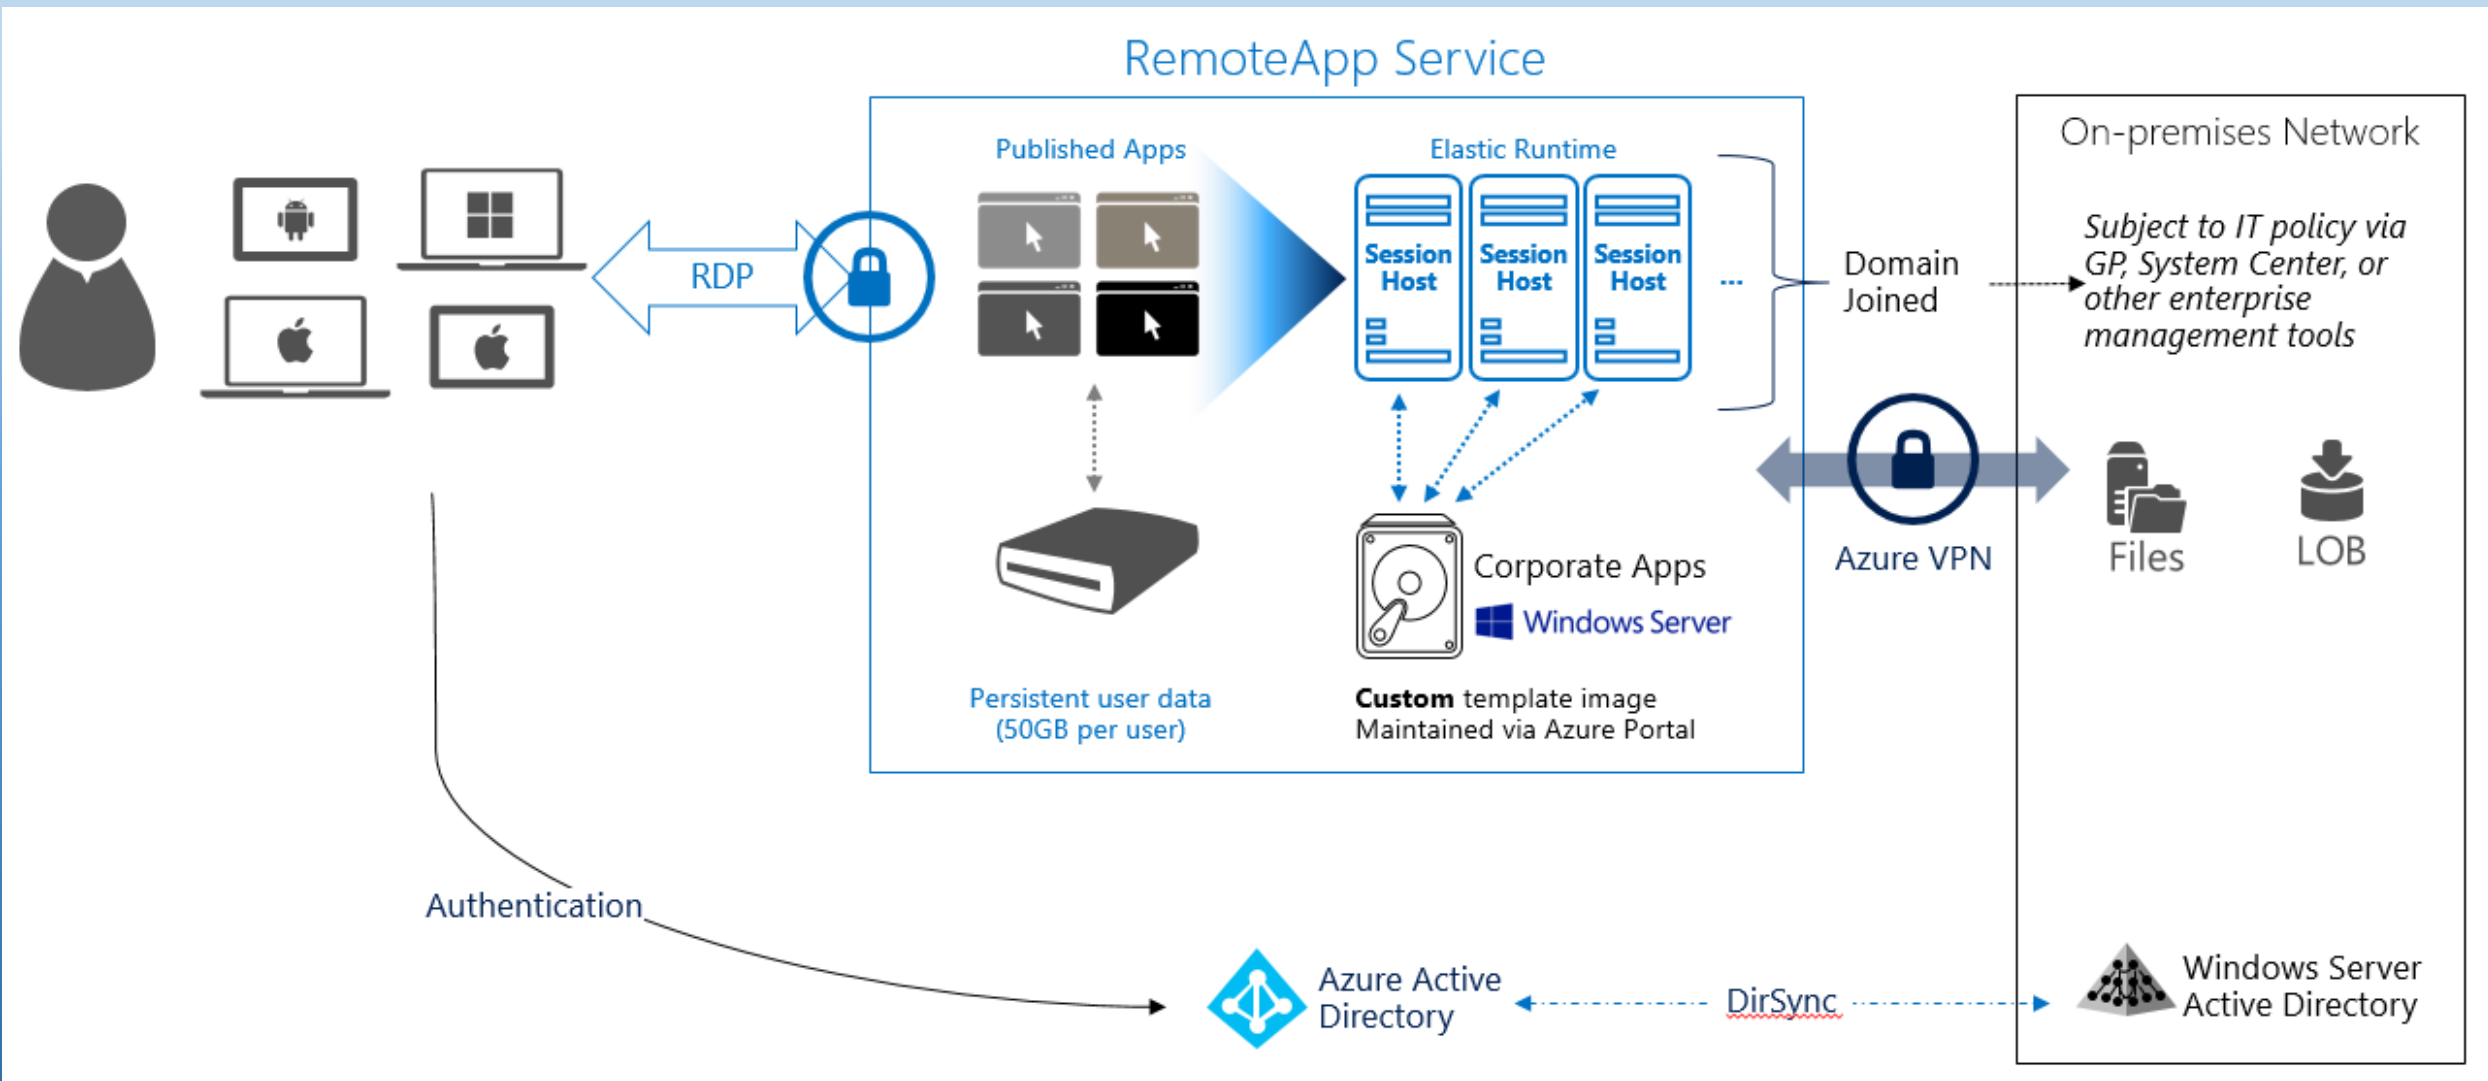 RemoteApp Service
Published Apps
Elastic Runtime
RDP
Session
Host
Session
Host
Session
Host
...
Domain
Joined
On-premises Network
Subject to IT policy via
GP, System Center, or
other enterprise
management tools
Azure VPN
Files
LOB
Corporate Apps
Windows Server
Persistent user data
(50GB per user)
Custom template image
Maintained via Azure Portal
Authentication
Azure Active
Directory
DirSync
Windows Server
Active Directory